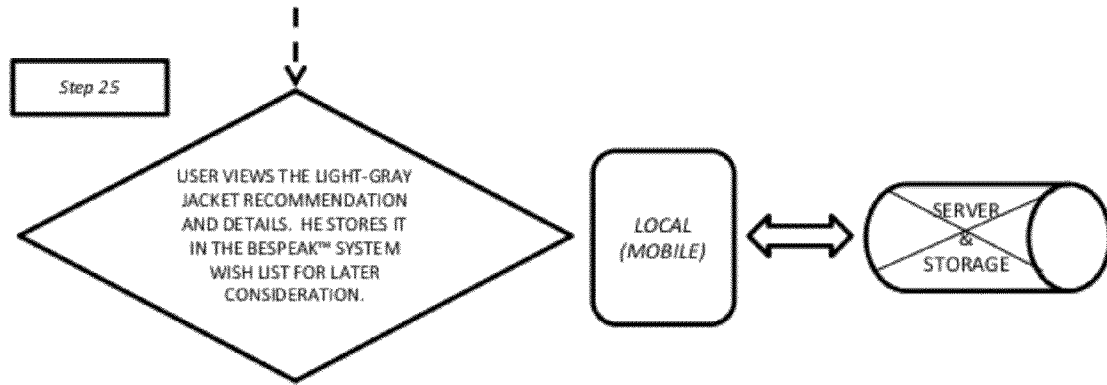 Step 25
USER VIEWS THE LIGHT-GRAY
JACKET RECOMMENDATION
AND DETAILS. HE STORES IT
IN THE BESPEAK™ SYSTEM
WISH LIST FOR LATER
CONSIDERATION.
LOCAL
(MOBILE)
SERVER
&
STORAGE